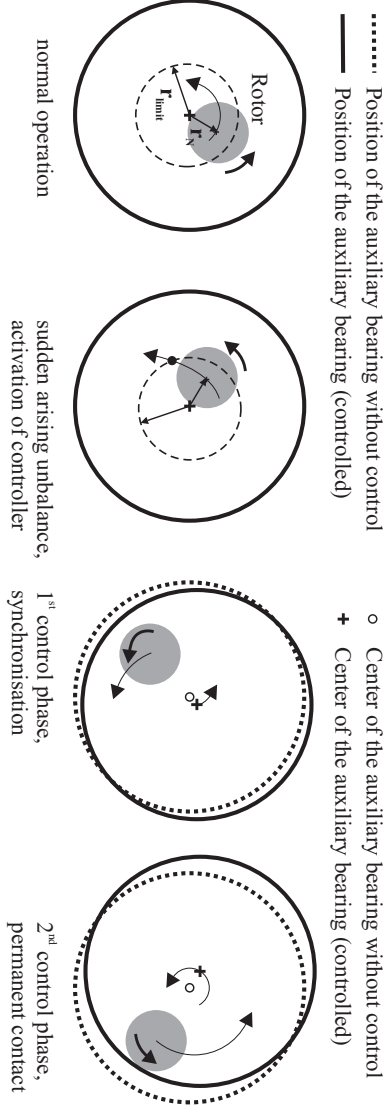 Position of the auxiliary bearing without control
Position of the auxiliary bearing (controlled)
Center of the auxiliary bearing without control
Center of the auxiliary bearing (controlled)
Rotor
r_N
r_limit
normal operation
sudden arising unbalance,
activation of controller
1st control phase,
synchronisation
2nd control phase,
permanent contact